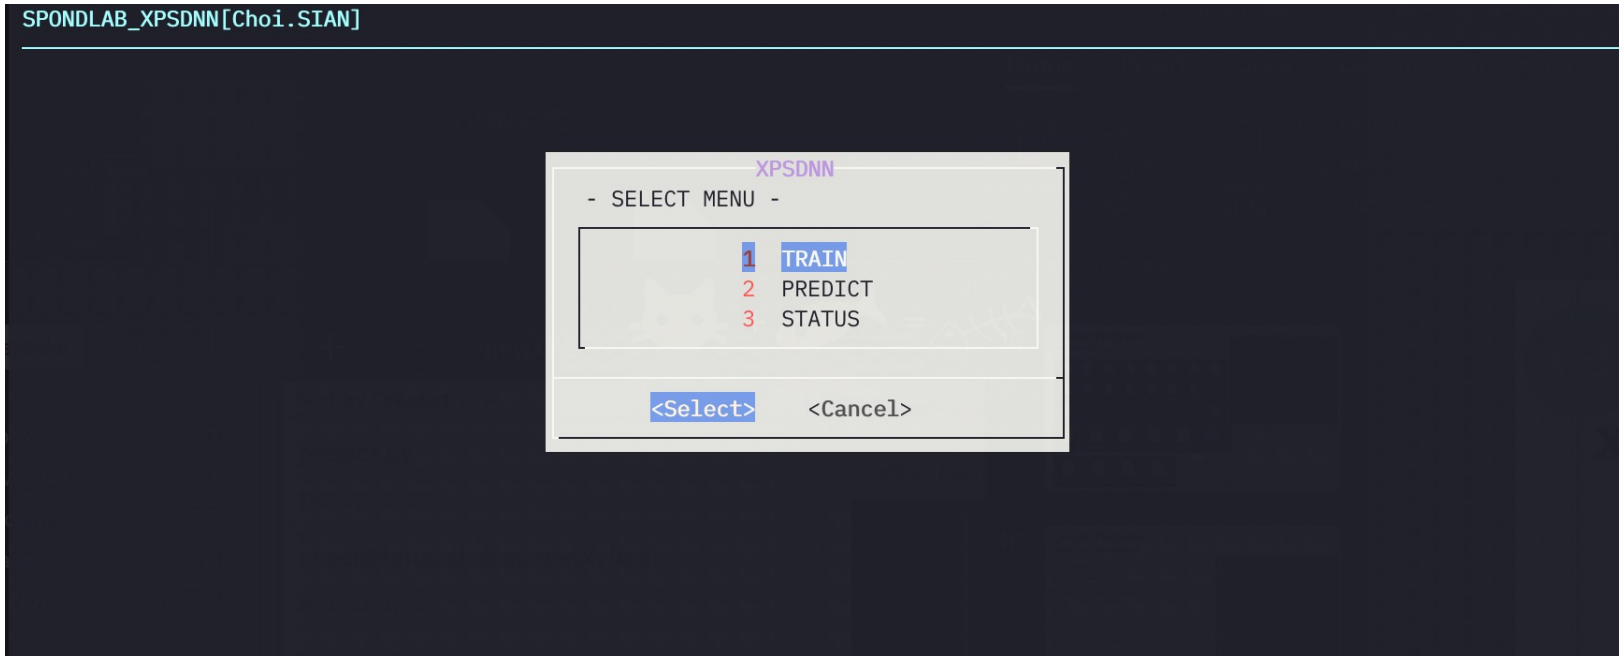 SPONDLAB_XPSDNN[Choi.SIAN]
XPSDNN
- SELECT MENU -
1 TRAIN
2 PREDICT
3 STATUS
<Select> <Cancel>